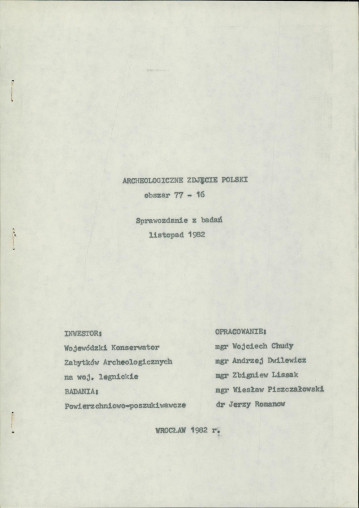 ARCHEOLOGICZNE ZDJĘCIE POLSKI
obszar 77 - 16
Sprawozdanie z badań
listopad 1982
INWESTOR:
Wojewódzki Konserwator
Zabytków Archeologicznych
na woj. legnickie
BADANIA:
Powierzchniowo-poszukiwawcze
OPRACOWANIE:
mgr Wojciech Chudy
mgr Andrzej Dwilewicz
mgr Zbigniew Lissak
mgr Wiesław Piszczałowski
dr Jerzy Romanow
WROCŁAW 1982 r.